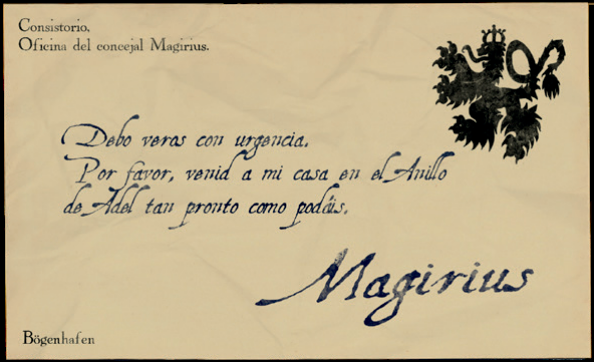 Consistorio,
Oficina del concejal Magirius.
Debo veros con urgencia.
Por favor, venid a mi casa en el Anillo
de Adel tan pronto como podáis.
Magirius
Bögenhafen